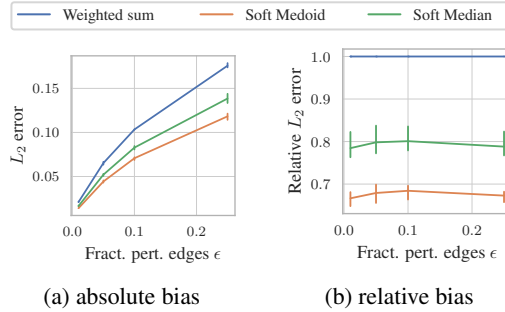 Weighted sum Soft Medoid Soft Median
L₂ error
0.15
0.10
0.05
0.0 0.1 0.2
Fract. pert. edges ϵ
(a) absolute bias
Relative L₂ error
1.0
0.9
0.8
0.7
0.0 0.1 0.2
Fract. pert. edges ϵ
(b) relative bias